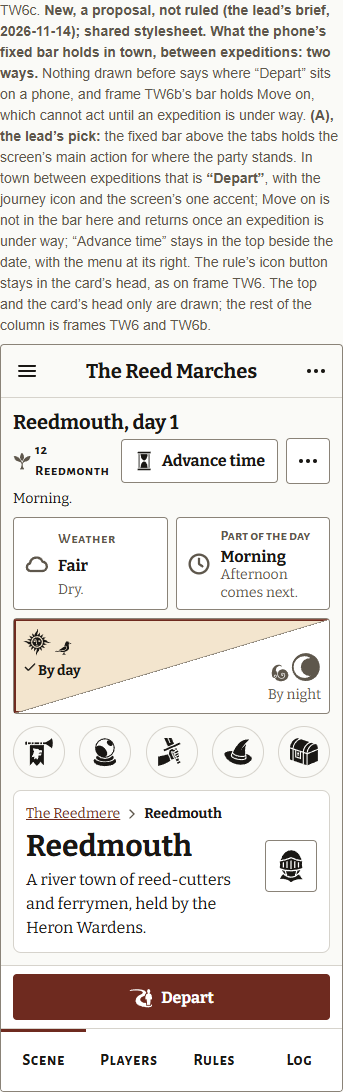 TW6c. New, a proposal, not ruled (the lead’s brief,
2026-11-14); shared stylesheet. What the phone’s
fixed bar holds in town, between expeditions: two
ways. Nothing drawn before says where “Depart” sits
on a phone, and frame TW6b’s bar holds Move on,
which cannot act until an expedition is under way. (A),
the lead’s pick: the fixed bar above the tabs holds the
screen’s main action for where the party stands. In
town between expeditions that is “Depart”, with the
journey icon and the screen’s one accent; Move on is
not in the bar here and returns once an expedition is
under way; “Advance time” stays in the top beside the
date, with the menu at its right. The rule’s icon button
stays in the card’s head, as on frame TW6. The top
and the card’s head only are drawn; the rest of the
column is frames TW6 and TW6b.
The Reed Marches
Reedmouth, day 1
12
Reedmonth
Advance time
Morning.
Weather
Fair
Dry.
Part of the day
Morning
Afternoon
comes next.
By day
By night
The Reedmere > Reedmouth
Reedmouth
A river town of reed-cutters
and ferrymen, held by the
Heron Wardens.
Depart
Scene Players Rules Log